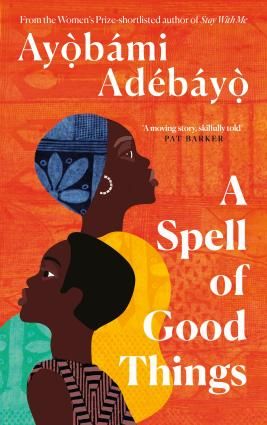 From the Women's Prize-shortlisted author of Stay With Me
Ayọ̀bámi
Adébáyọ̀
'A moving story, skilfully told'
PAT BARKER
A
Spell
of
Good
Things